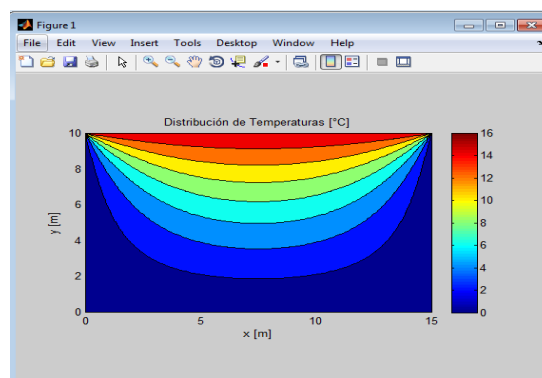 Figure 1
File Edit View Insert Tools Desktop Window Help
Distribución de Temperaturas [°C]
10
8
6
4
2
0
y [m]
0 5 10 15
x [m]
16
14
12
10
8
6
4
2
0